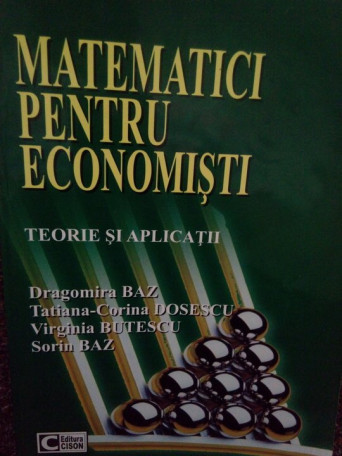 MATEMATICI
PENTRU
ECONOMIŞTI
TEORIE ŞI APLICAŢII
Dragomira BAZ
Tatiana-Corina DOSESCU
Virginia BUTESCU
Sorin BAZ
C Editura
CISON